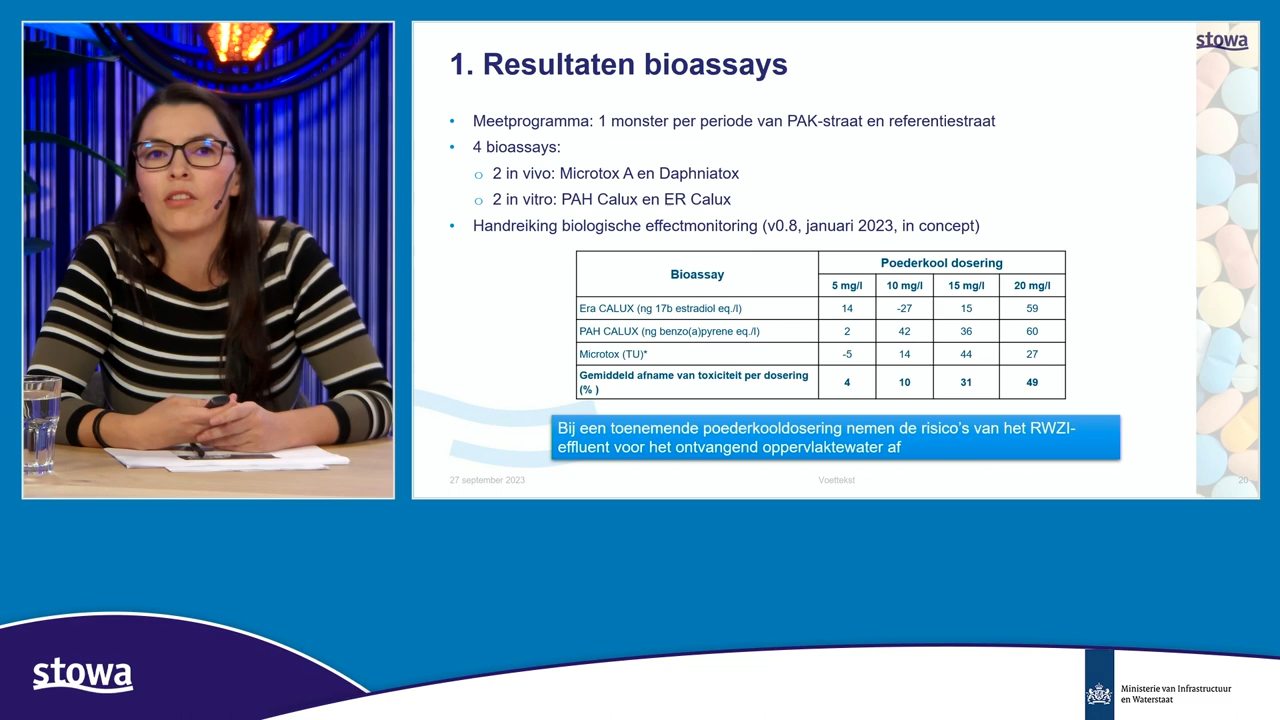 stowa
1. Resultaten bioassays
• Meetprogramma: 1 monster per periode van PAK-straat en referentiestraat
• 4 bioassays:
o 2 in vivo: Microtox A en Daphniatox
o 2 in vitro: PAH Calux en ER Calux
• Handreiking biologische effectmonitoring (v0.8, januari 2023, in concept)
Bioassay
Poederkool dosering
5 mg/l 10 mg/l 15 mg/l 20 mg/l
Era CALUX (ng 17b estradiol eq./l) 14 -27 15 59
PAH CALUX (ng benzo(a)pyrene eq./l) 2 42 36 60
Microtox (TU)* -5 14 44 27
Gemiddeld afname van toxiciteit per dosering
(% ) 4 10 31 49
Bij een toenemende poederkooldosering nemen de risico's van het RWZI-
effluent voor het ontvangend oppervlaktewater af
27 september 2023 Voettekst 20
stowa
Ministerie van Infrastructuur
en Waterstaat